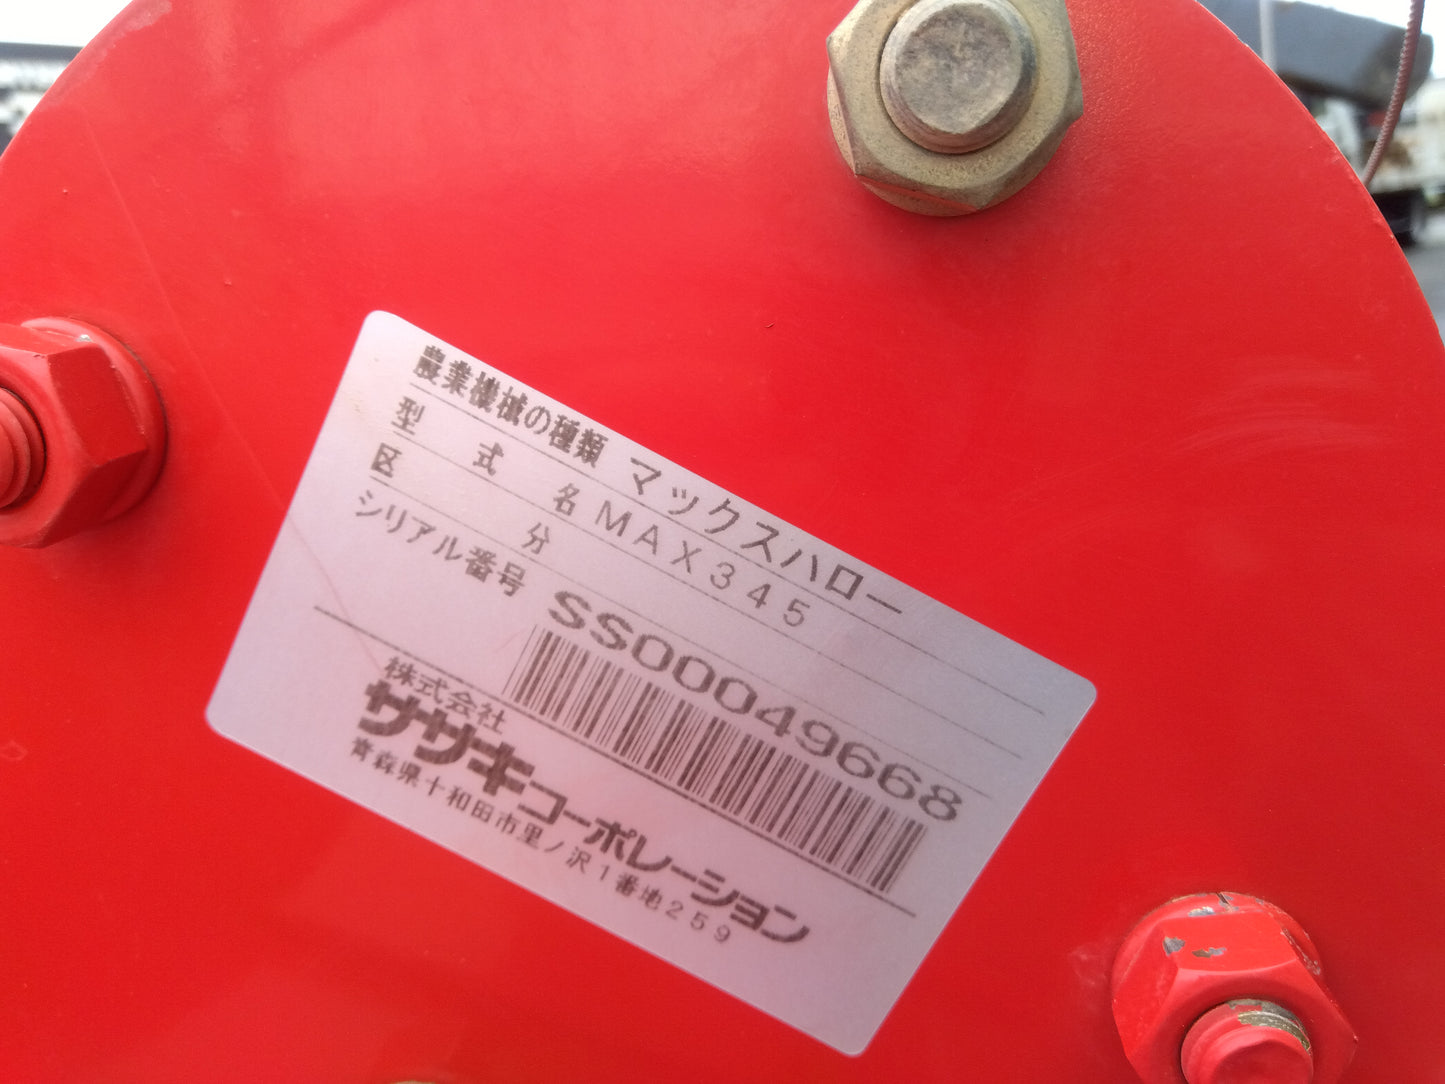 農業機械の種類 マックスハロー
型式名 MAX345
区分
シリアル番号 SS00049668
株式会社
ササキコーポレーション
青森県十和田市里ノ沢1番地259